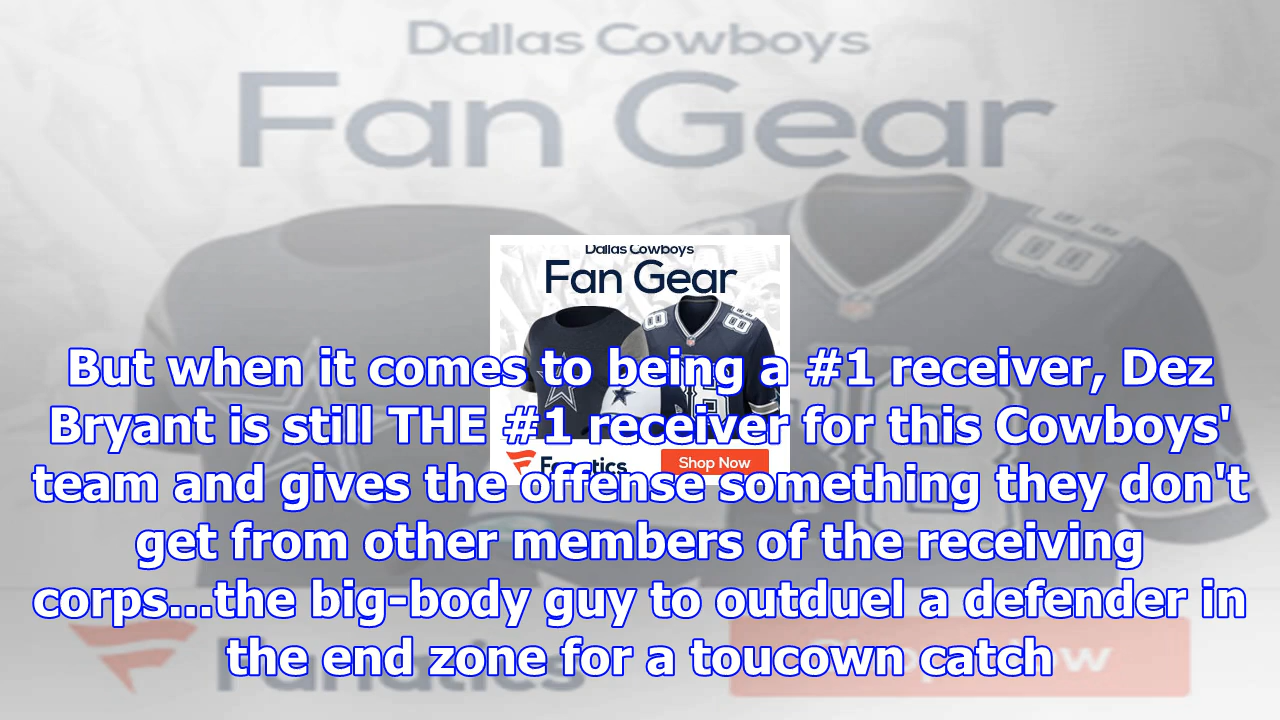 Dallas Cowboys
Fan Gear
88
Dallas Cowboys
Fan Gear
Fanatics
Shop Now
But when it comes to being a #1 receiver, Dez
Bryant is still THE #1 receiver for this Cowboys'
team and gives the offense something they don't
get from other members of the receiving
corps...the big-body guy to outduel a defender in
the end zone for a toucown catch
Fanatics